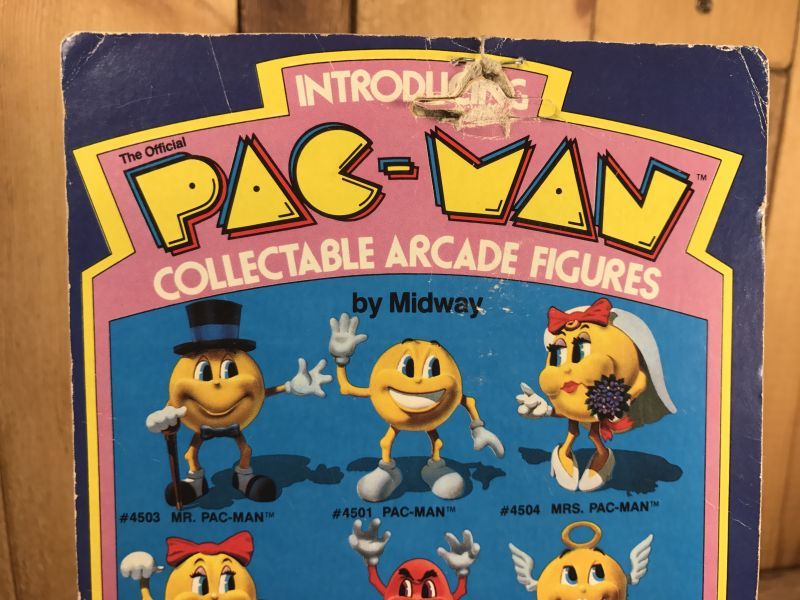 INTRODUCING
The Official
PAC-MAN™
COLLECTABLE ARCADE FIGURES
by Midway
#4503 MR. PAC-MAN™
#4501 PAC-MAN™
#4504 MRS. PAC-MAN™